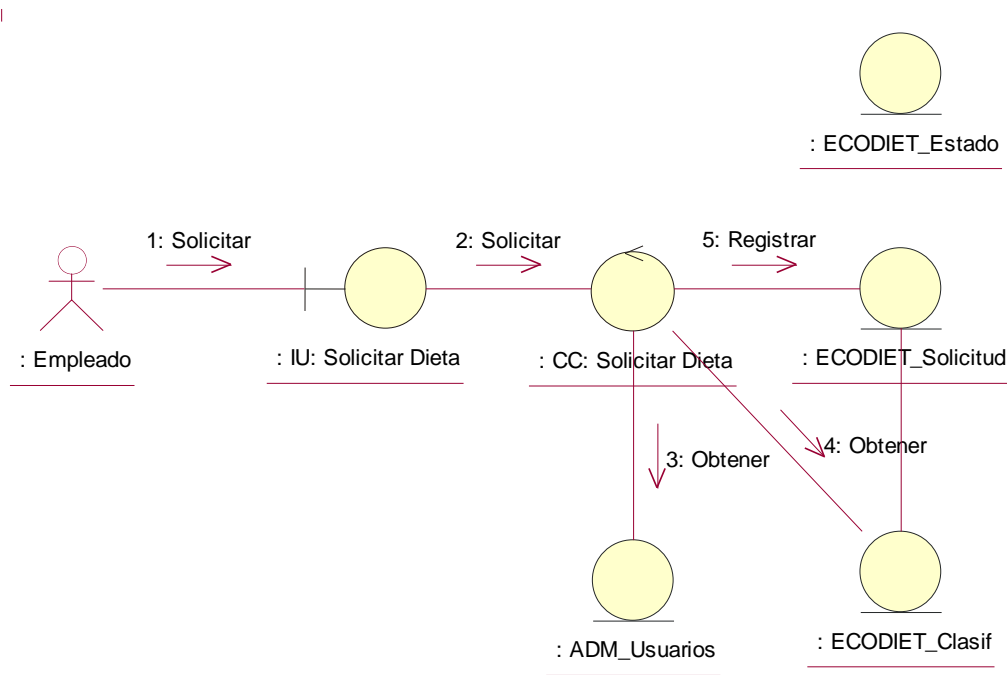 : ECODIET_Estado
1: Solicitar
2: Solicitar
5: Registrar
: Empleado
: IU: Solicitar Dieta
: CC: Solicitar Dieta
: ECODIET_Solicitud
3: Obtener
4: Obtener
: ADM_Usuarios
: ECODIET_Clasif